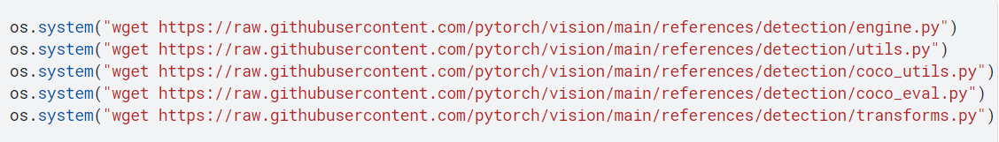 os.system("wget https://raw.githubusercontent.com/pytorch/vision/main/references/detection/engine.py")
os.system("wget https://raw.githubusercontent.com/pytorch/vision/main/references/detection/utils.py")
os.system("wget https://raw.githubusercontent.com/pytorch/vision/main/references/detection/coco_utils.py")
os.system("wget https://raw.githubusercontent.com/pytorch/vision/main/references/detection/coco_eval.py")
os.system("wget https://raw.githubusercontent.com/pytorch/vision/main/references/detection/transforms.py")